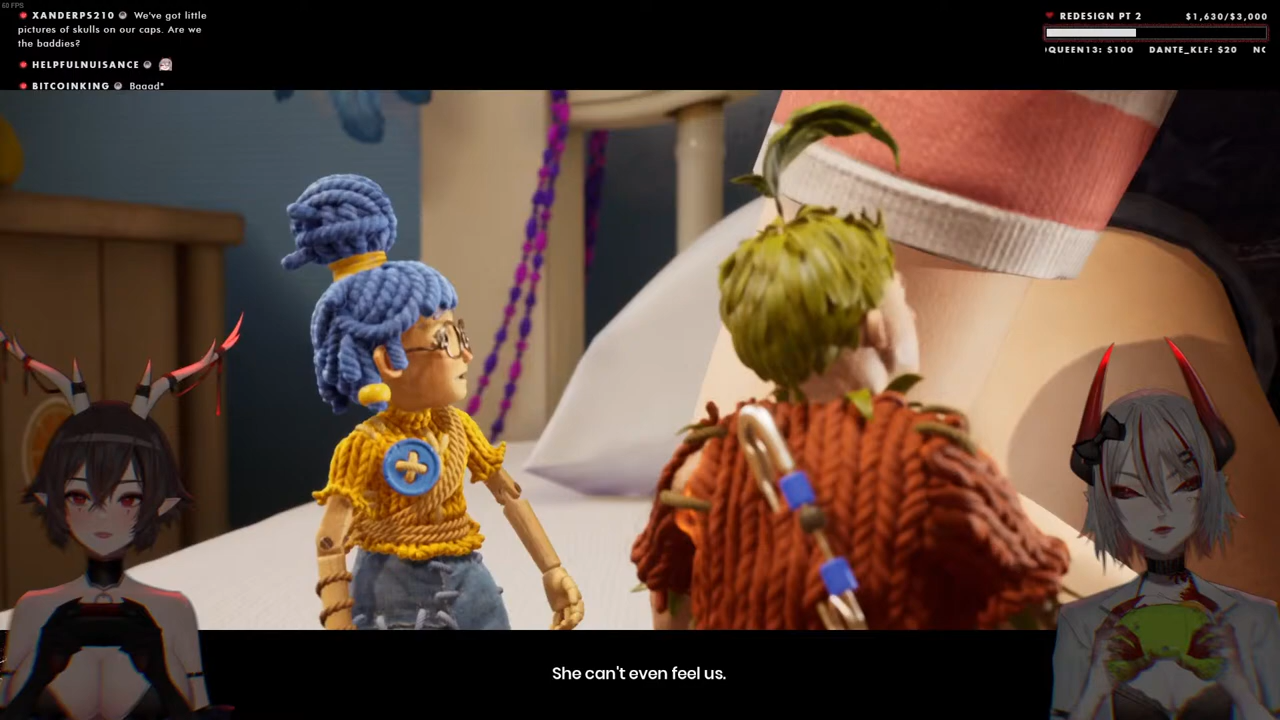 60 FPS
XANDERPS210 We've got little
pictures of skulls on our caps. Are we
the baddies?
HELPFULNUISANCE
BITCOINKING Baaad*
REDESIGN PT 2 $1,630/$3,000
QUEEN13: $100 DANTE_KLF: $20 NO
She can't even feel us.